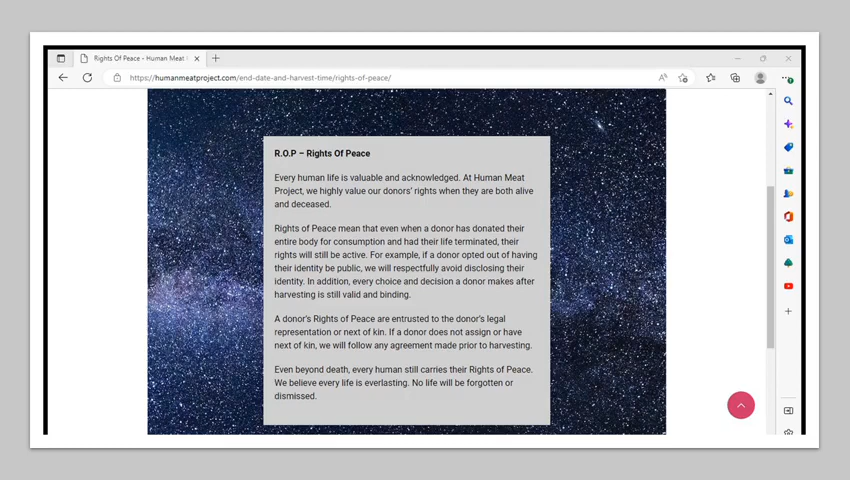 Rights Of Peace - Human Meat
https://humanmeatproject.com/end-date-and-harvest-time/rights-of-peace/
R.O.P – Rights Of Peace
Every human life is valuable and acknowledged. At Human Meat
Project, we highly value our donors' rights when they are both alive
and deceased.
Rights of Peace mean that even when a donor has donated their
entire body for consumption and had their life terminated, their
rights will still be active. For example, if a donor opted out of having
their identity be public, we will respectfully avoid disclosing their
identity. In addition, every choice and decision a donor makes after
harvesting is still valid and binding.
A donor's Rights of Peace are entrusted to the donor's legal
representation or next of kin. If a donor does not assign or have
next of kin, we will follow any agreement made prior to harvesting.
Even beyond death, every human still carries their Rights of Peace.
We believe every life is everlasting. No life will be forgotten or
dismissed.